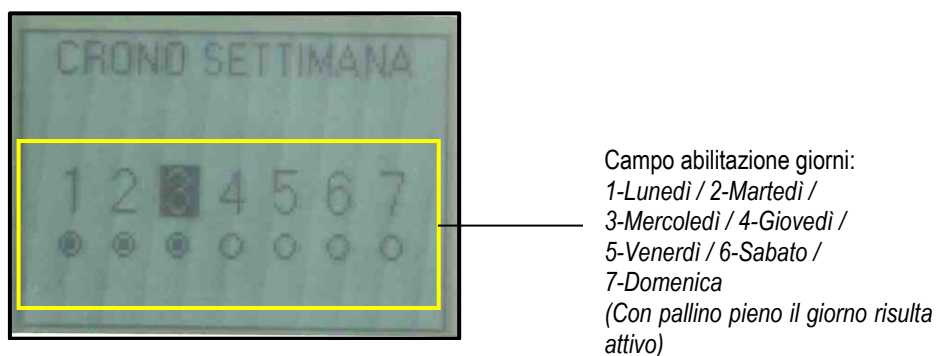 CRONO SETTIMANA
1 2 3 4 5 6 7
Campo abilitazione giorni:
1-Lunedì / 2-Martedì /
3-Mercoledì / 4-Giovedì /
5-Venerdì / 6-Sabato /
7-Domenica
(Con pallino pieno il giorno risulta
attivo)